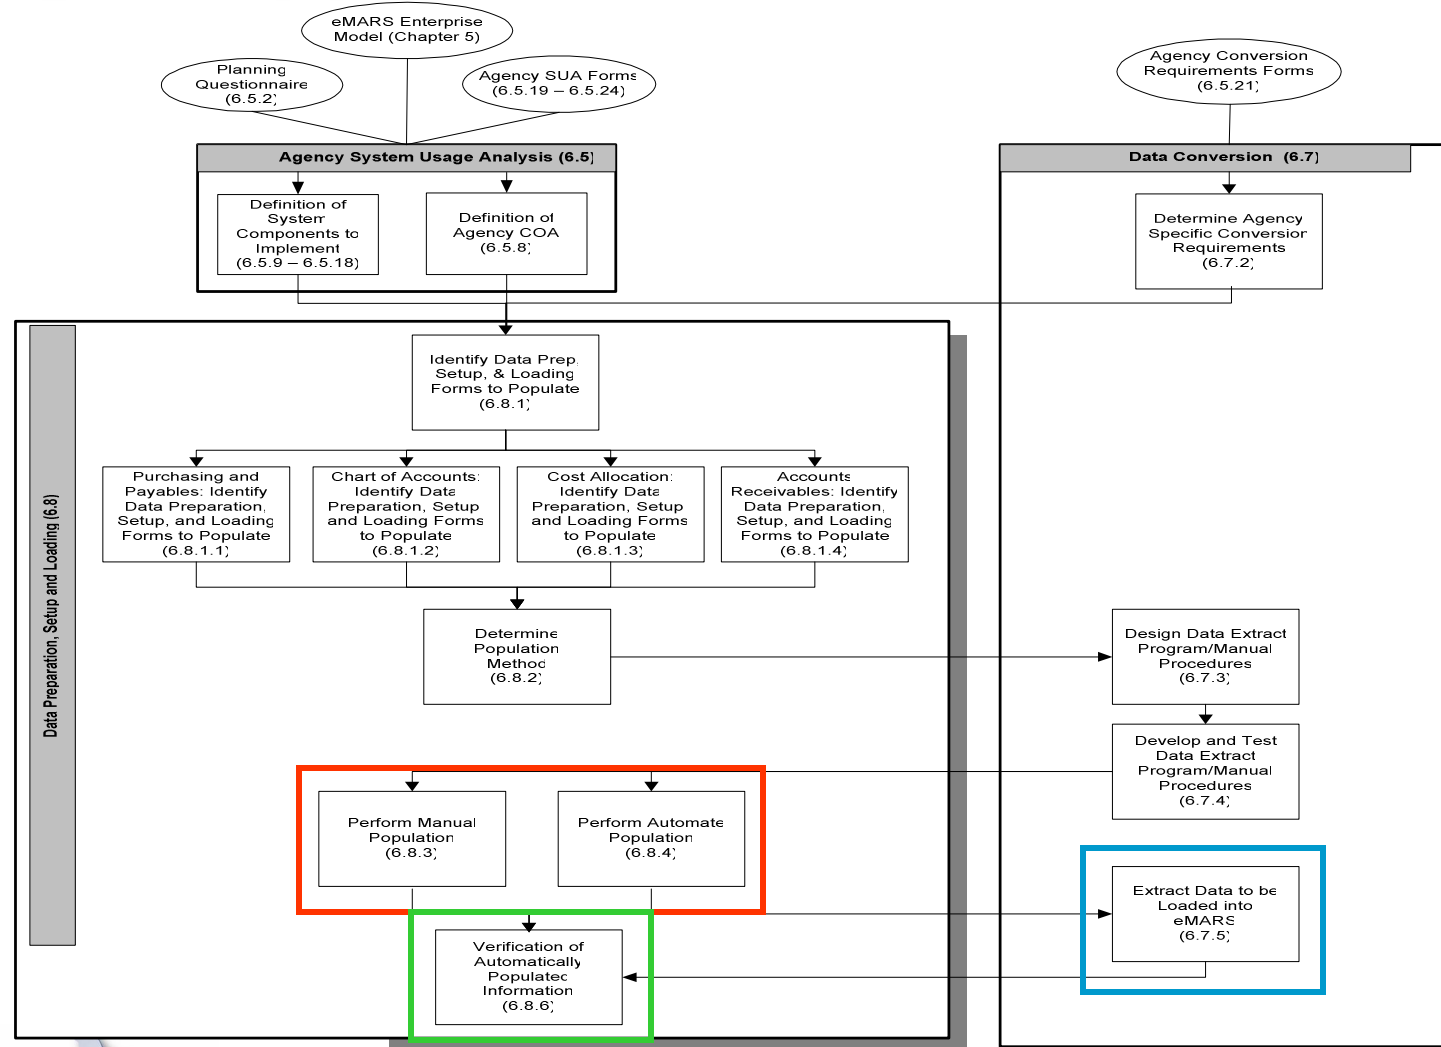 eMARS Enterprise
Model (Chapter 5)
Planning
Questionnaire
(6.5.2)
Agency SUA Forms
(6.5.19 – 6.5.24)
Agency Conversion
Requirements Forms
(6.5.21)
Agency System Usage Analysis (6.5)
Data Conversion (6.7)
Definition of
System
Components to
Implement
(6.5.9 – 6.5.18)
Definition of
Agency COA
(6.5.8)
Determine Agency
Specific Conversion
Requirements
(6.7.2)
Data Preparation, Setup and Loading (6.8)
Identify Data Prep,
Setup, & Loading
Forms to Populate
(6.8.1)
Purchasing and
Payables: Identify
Data Preparation,
Setup, and Loading
Forms to Populate
(6.8.1.1)
Chart of Accounts:
Identify Data
Preparation, Setup
and Loading Forms
to Populate
(6.8.1.2)
Cost Allocation:
Identify Data
Preparation, Setup
and Loading Forms
to Populate
(6.8.1.3)
Accounts
Receivables: Identify
Data Preparation,
Setup, and Loading
Forms to Populate
(6.8.1.4)
Determine
Population
Method
(6.8.2)
Design Data Extract
Program/Manual
Procedures
(6.7.3)
Develop and Test
Data Extract
Program/Manual
Procedures
(6.7.4)
Perform Manual
Population
(6.8.3)
Perform Automate
Population
(6.8.4)
Extract Data to be
Loaded into
eMARS
(6.7.5)
Verification of
Automatically
Populated
Information
(6.8.6)